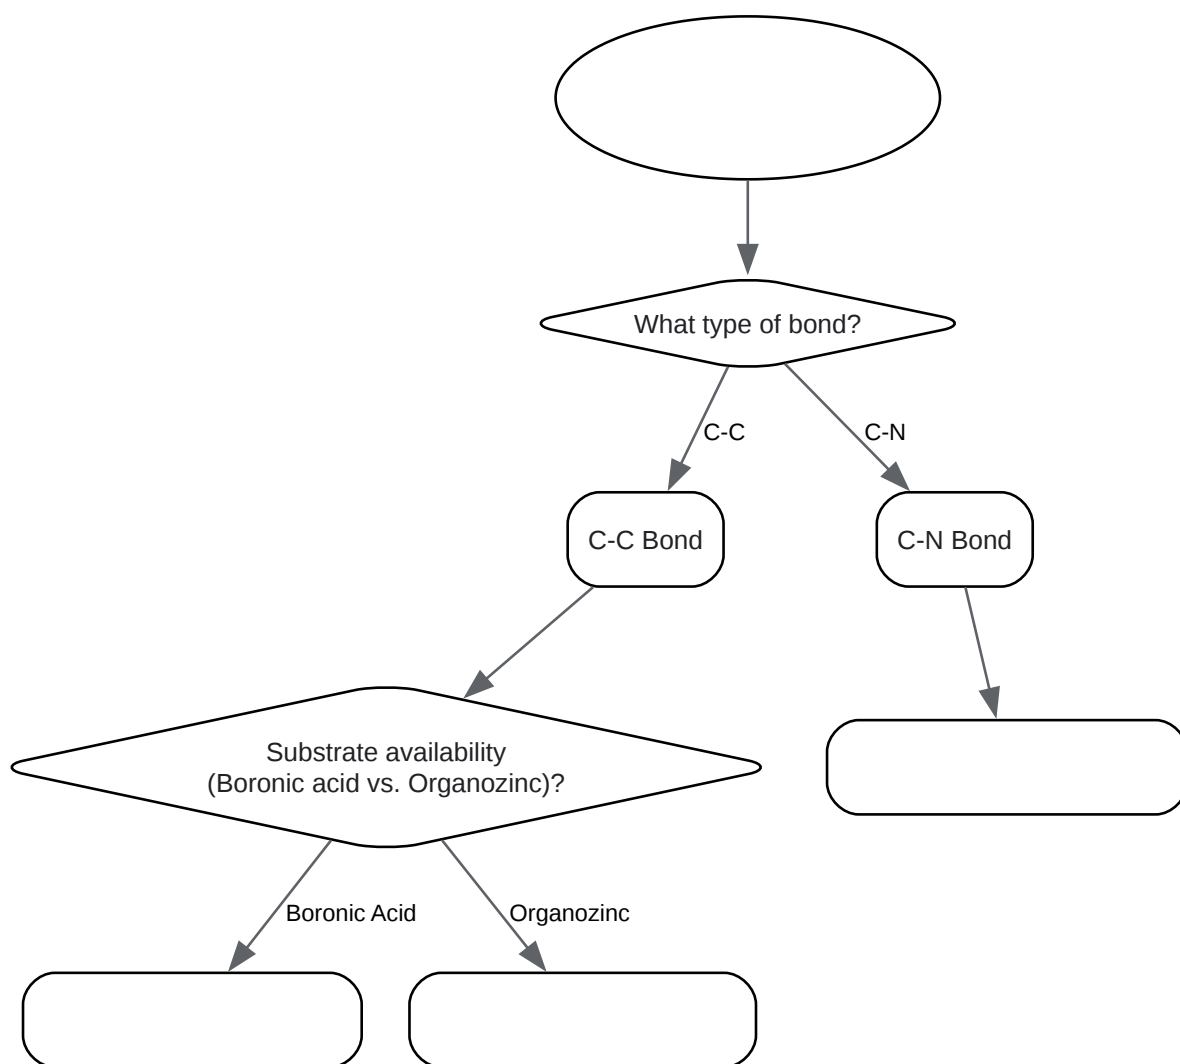 What type of bond?
C-C
C-N
C-C Bond
C-N Bond
Substrate availability
(Boronic acid vs. Organozinc)?
Boronic Acid
Organozinc